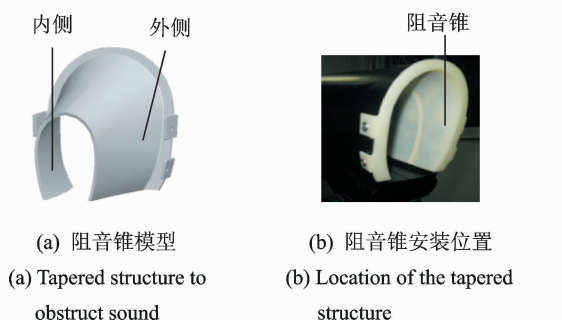 内侧
外侧
阻音锥
(a) 阻音锥模型
(a) Tapered structure to
obstruct sound
(b) 阻音锥安装位置
(b) Location of the tapered
structure